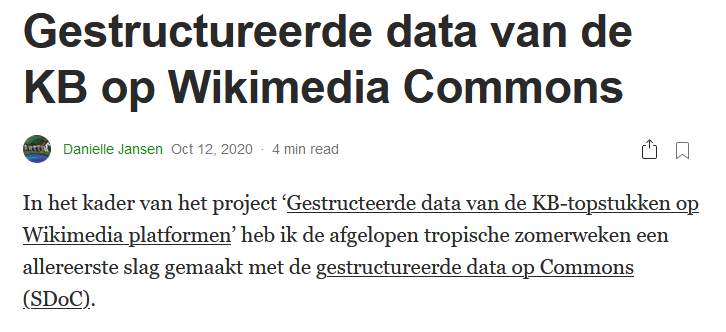 Gestructureerde data van de
KB op Wikimedia Commons
Danielle Jansen Oct 12, 2020 · 4 min read
In het kader van het project ‘Gestructeerde data van de KB-topstukken op
Wikimedia platformen’ heb ik de afgelopen tropische zomerweken een
allereerste slag gemaakt met de gestructureerde data op Commons
(SDoC).